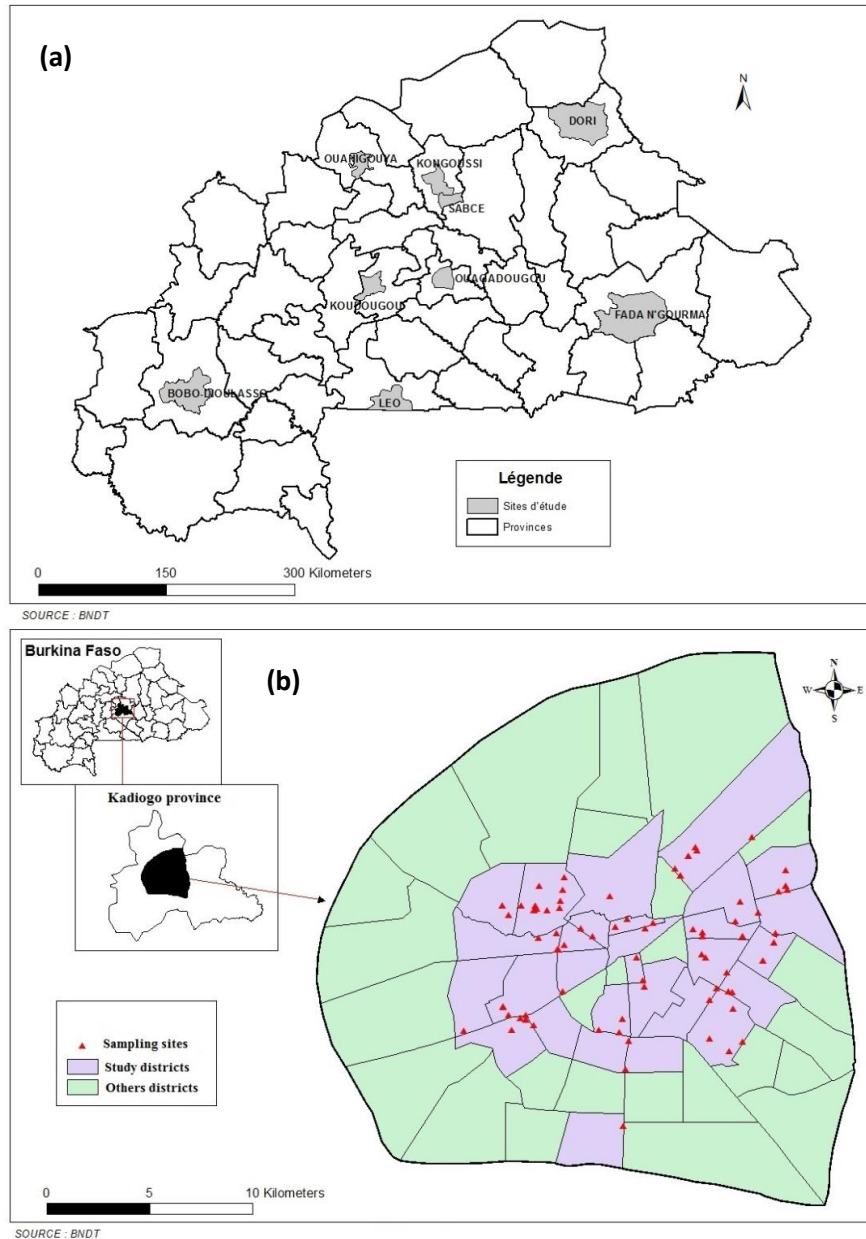 (a)
N
DORI
OUAHIGOUYA
KONGOUSSI
SABCE
OUAGADOUGOU
KOUDOUGOU
FADA N'GOURMA
BOBO-DIOULASSO
LEO
Légende
Sites d'étude
Provinces
0 150 300 Kilometers
SOURCE : BNDT
Burkina Faso
(b)
N
W E
S
Kadiogo province
Sampling sites
Study districts
Others districts
0 5 10 Kilometers
SOURCE : BNDT